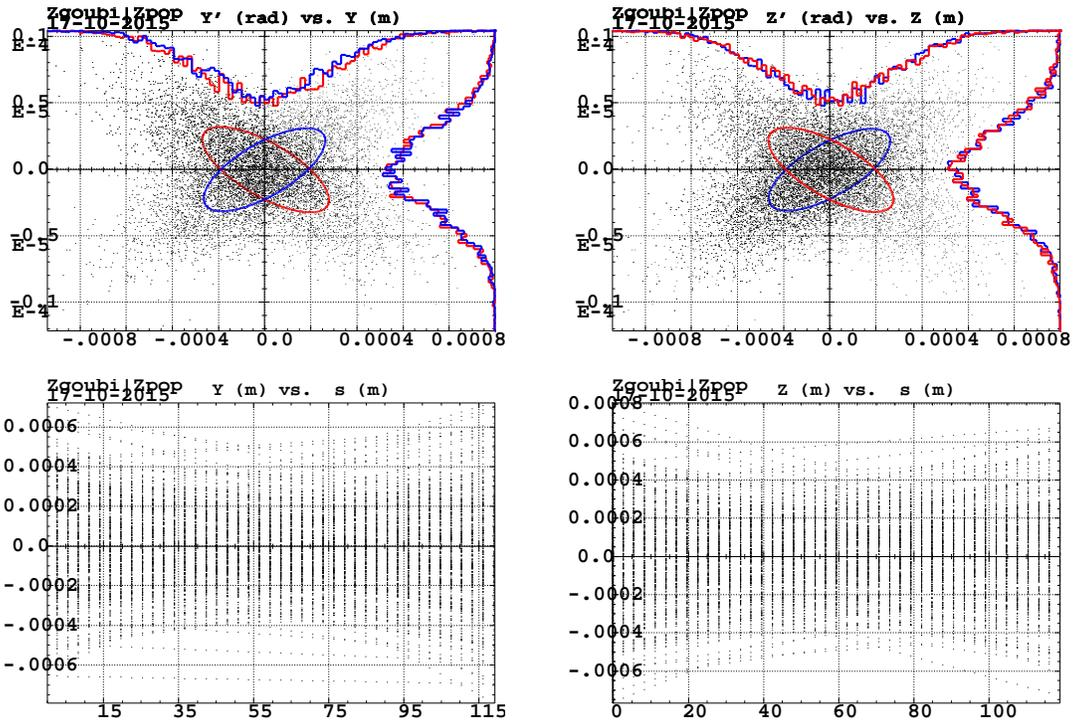 Zgoubi|Zpop
17-10-2015
Y' (rad) vs. Y (m)
0.1
E-4
0.5
E-5
0.0
-0.5
E-5
-0.1
E-4
-0.0008 -0.0004 0.0 0.0004 0.0008
Zgoubi|Zpop
17-10-2015
Z' (rad) vs. Z (m)
0.1
E-4
0.5
E-5
0.0
-0.5
E-5
-0.1
E-4
-0.0008 -0.0004 0.0 0.0004 0.0008
Zgoubi|Zpop
17-10-2015
Y (m) vs. s (m)
0.0006
0.0004
0.0002
0.0
-.0002
-.0004
-.0006
15 35 55 75 95 115
Zgoubi|Zpop
17-10-2015
Z (m) vs. s (m)
0.0008
0.0006
0.0004
0.0002
0.0
-.0002
-.0004
-.0006
0 20 40 60 80 100